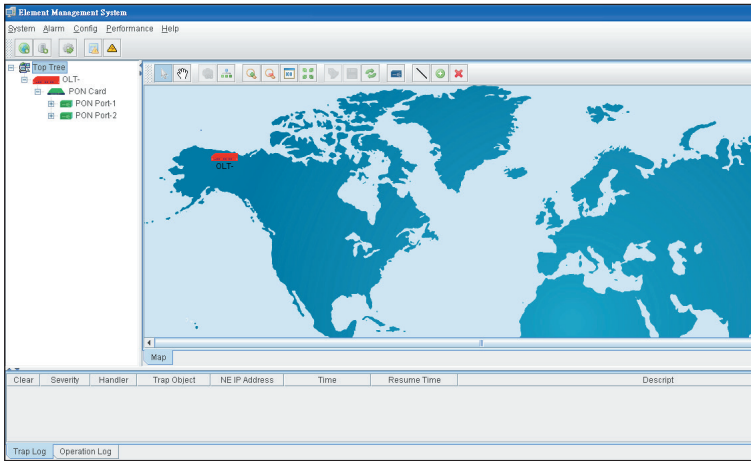 Element Management System
System Alarm Config Performance Help
Top Tree
OLT-
PON Card
PON Port-1
PON Port-2
OLT-
Map
Clear Severity Handler Trap Object NE IP Address Time Resume Time Descript
Trap Log Operation Log